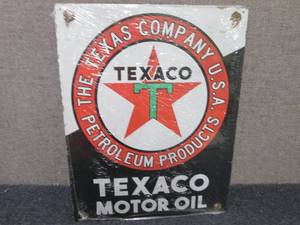 THE TEXAS COMPANY U.S.A.
TEXACO
T
PETROLEUM PRODUCTS
TEXACO
MOTOR OIL